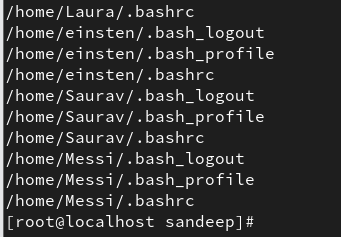 /home/Laura/.bashrc
/home/einsten/.bash_logout
/home/einsten/.bash_profile
/home/einsten/.bashrc
/home/Saurav/.bash_logout
/home/Saurav/.bash_profile
/home/Saurav/.bashrc
/home/Messi/.bash_logout
/home/Messi/.bash_profile
/home/Messi/.bashrc
[root@localhost sandeep]#